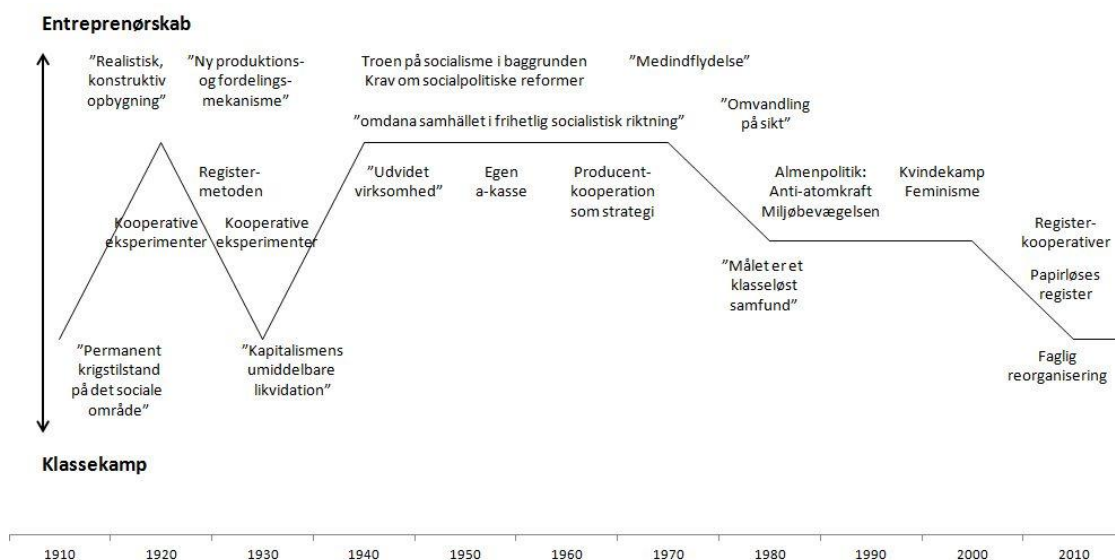 Entreprenørskab
"Realistisk,
konstruktiv
opbygning"
"Ny produktions-
og fordelings-
mekanisme"
Troen på socialisme i baggrunden
Krav om socialpolitiske reformer
"Medindflydelse"
"omdana samhället i frihetlig socialistisk riktning"
"Omvandling
på sikt"
Register-
metoden
"Udvidet
virksomhed"
Egen
a-kasse
Producent-
kooperation
som strategi
Almenpolitik:
Anti-atomkraft
Miljøbevægelsen
Kvindekamp
Feminisme
Kooperative
eksperimenter
Kooperative
eksperimenter
Register-
kooperativer
"Målet er et
klasseløst
samfund"
Papirløses
register
"Permanent
krigstilstand
på det sociale
område"
"Kapitalismens
umiddelbare
likvidation"
Faglig
reorganisering
Klassekamp
1910 1920 1930 1940 1950 1960 1970 1980 1990 2000 2010